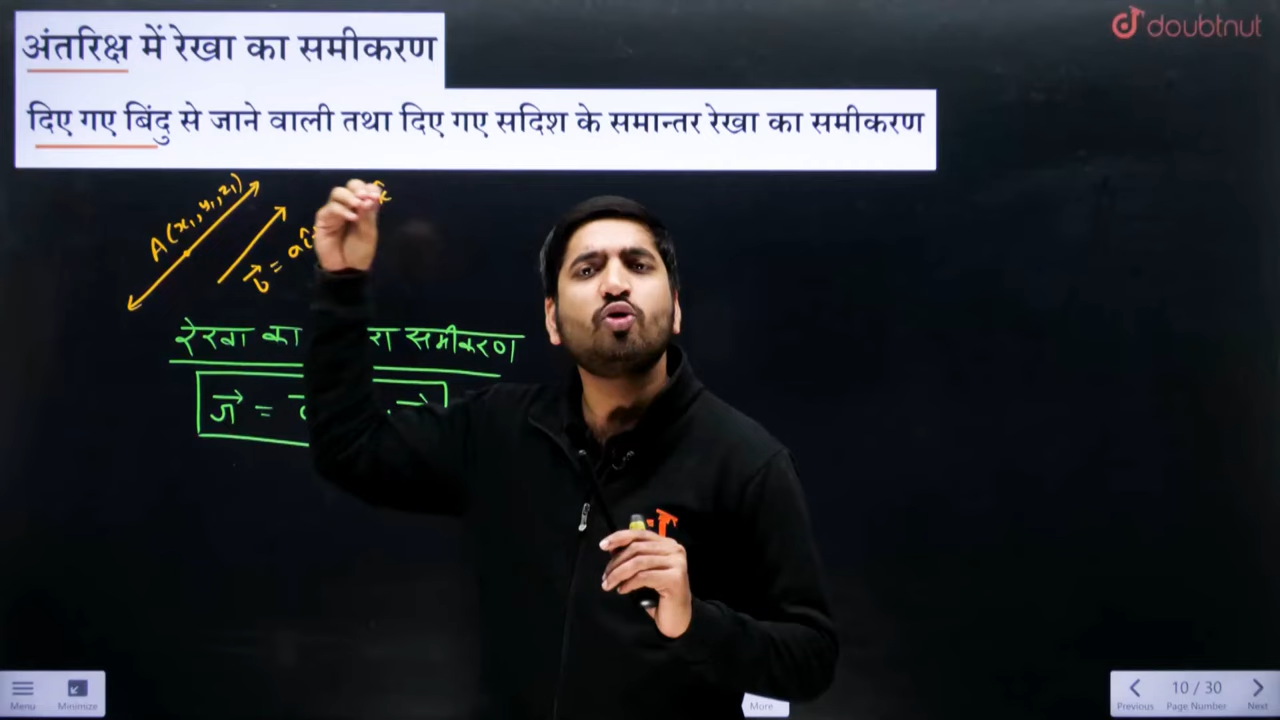 अंतरिक्ष में रेखा का समीकरण
doubtnut
दिए गए बिंदु से जाने वाली तथा दिए गए सदिश के समान्तर रेखा का समीकरण
A(x₁,y₁,z₁)
b⃗ = aî
रेखा का समीकरण
r⃗ =
Menu
Minimize
More
Previous
10 / 30
Page Number
Next